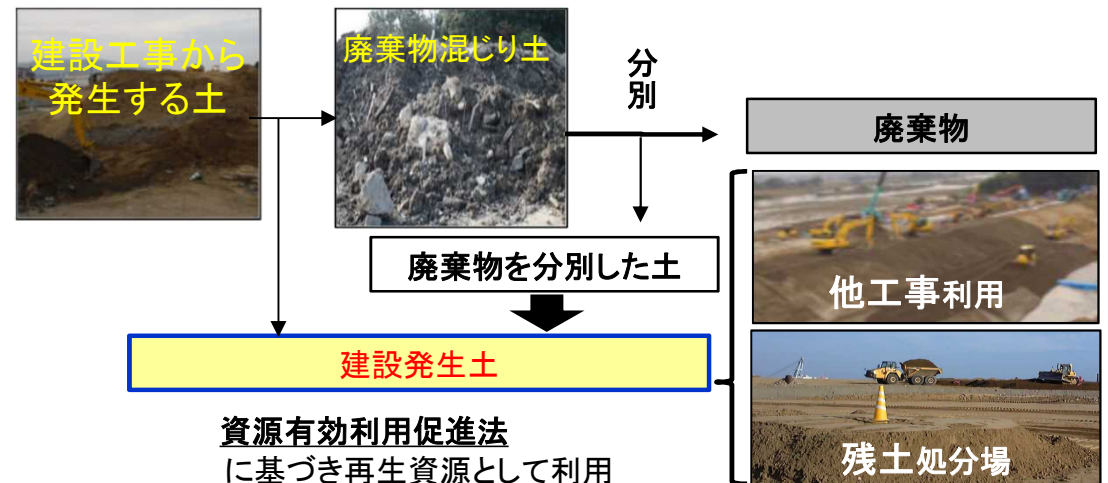 建設工事から
発生する土
廃棄物混じり土
分
別
廃棄物
廃棄物を分別した土
他工事利用
建設発生土
残土処分場
資源有効利用促進法
に基づき再生資源として利用